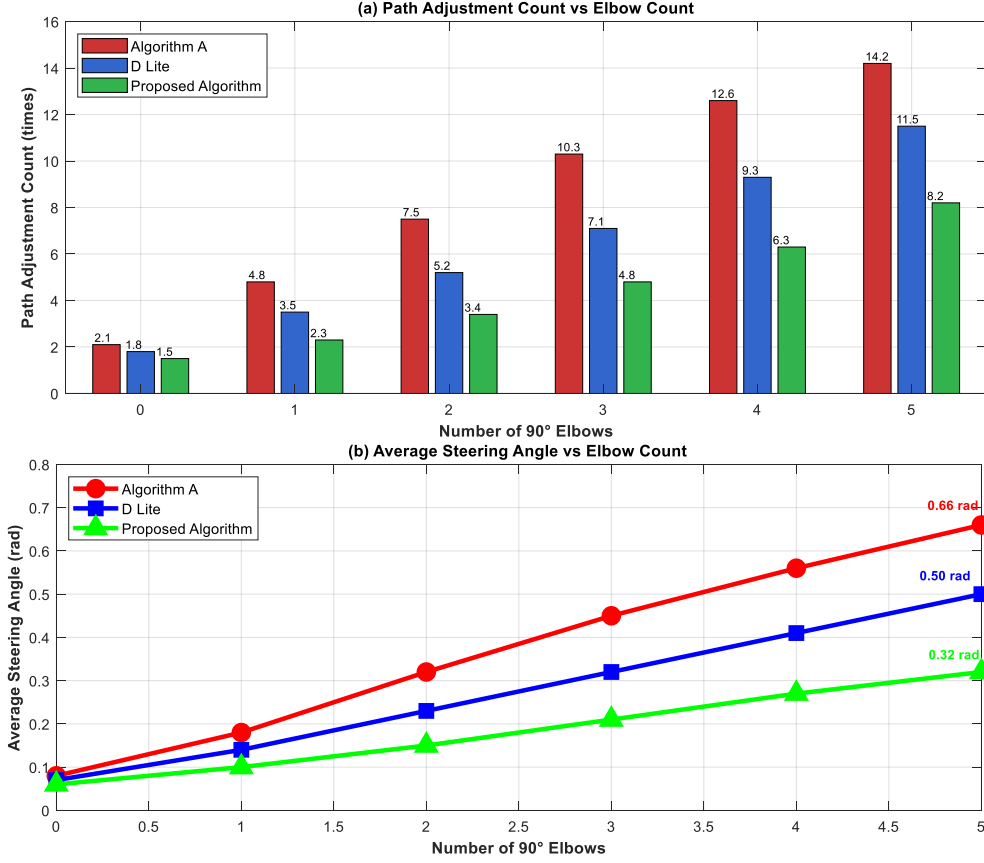 (a) Path Adjustment Count vs Elbow Count
Path Adjustment Count (times)
16
14
12
10
8
6
4
2
0
Algorithm A
D Lite
Proposed Algorithm
2.1
1.8
1.5
4.8
3.5
2.3
7.5
5.2
3.4
10.3
7.1
4.8
12.6
9.3
6.3
14.2
11.5
8.2
0 1 2 3 4 5
Number of 90° Elbows
(b) Average Steering Angle vs Elbow Count
Average Steering Angle (rad)
0.8
0.7
0.6
0.5
0.4
0.3
0.2
0.1
0
Algorithm A
D Lite
Proposed Algorithm
0.66 rad
0.50 rad
0.32 rad
0 0.5 1 1.5 2 2.5 3 3.5 4 4.5 5
Number of 90° Elbows